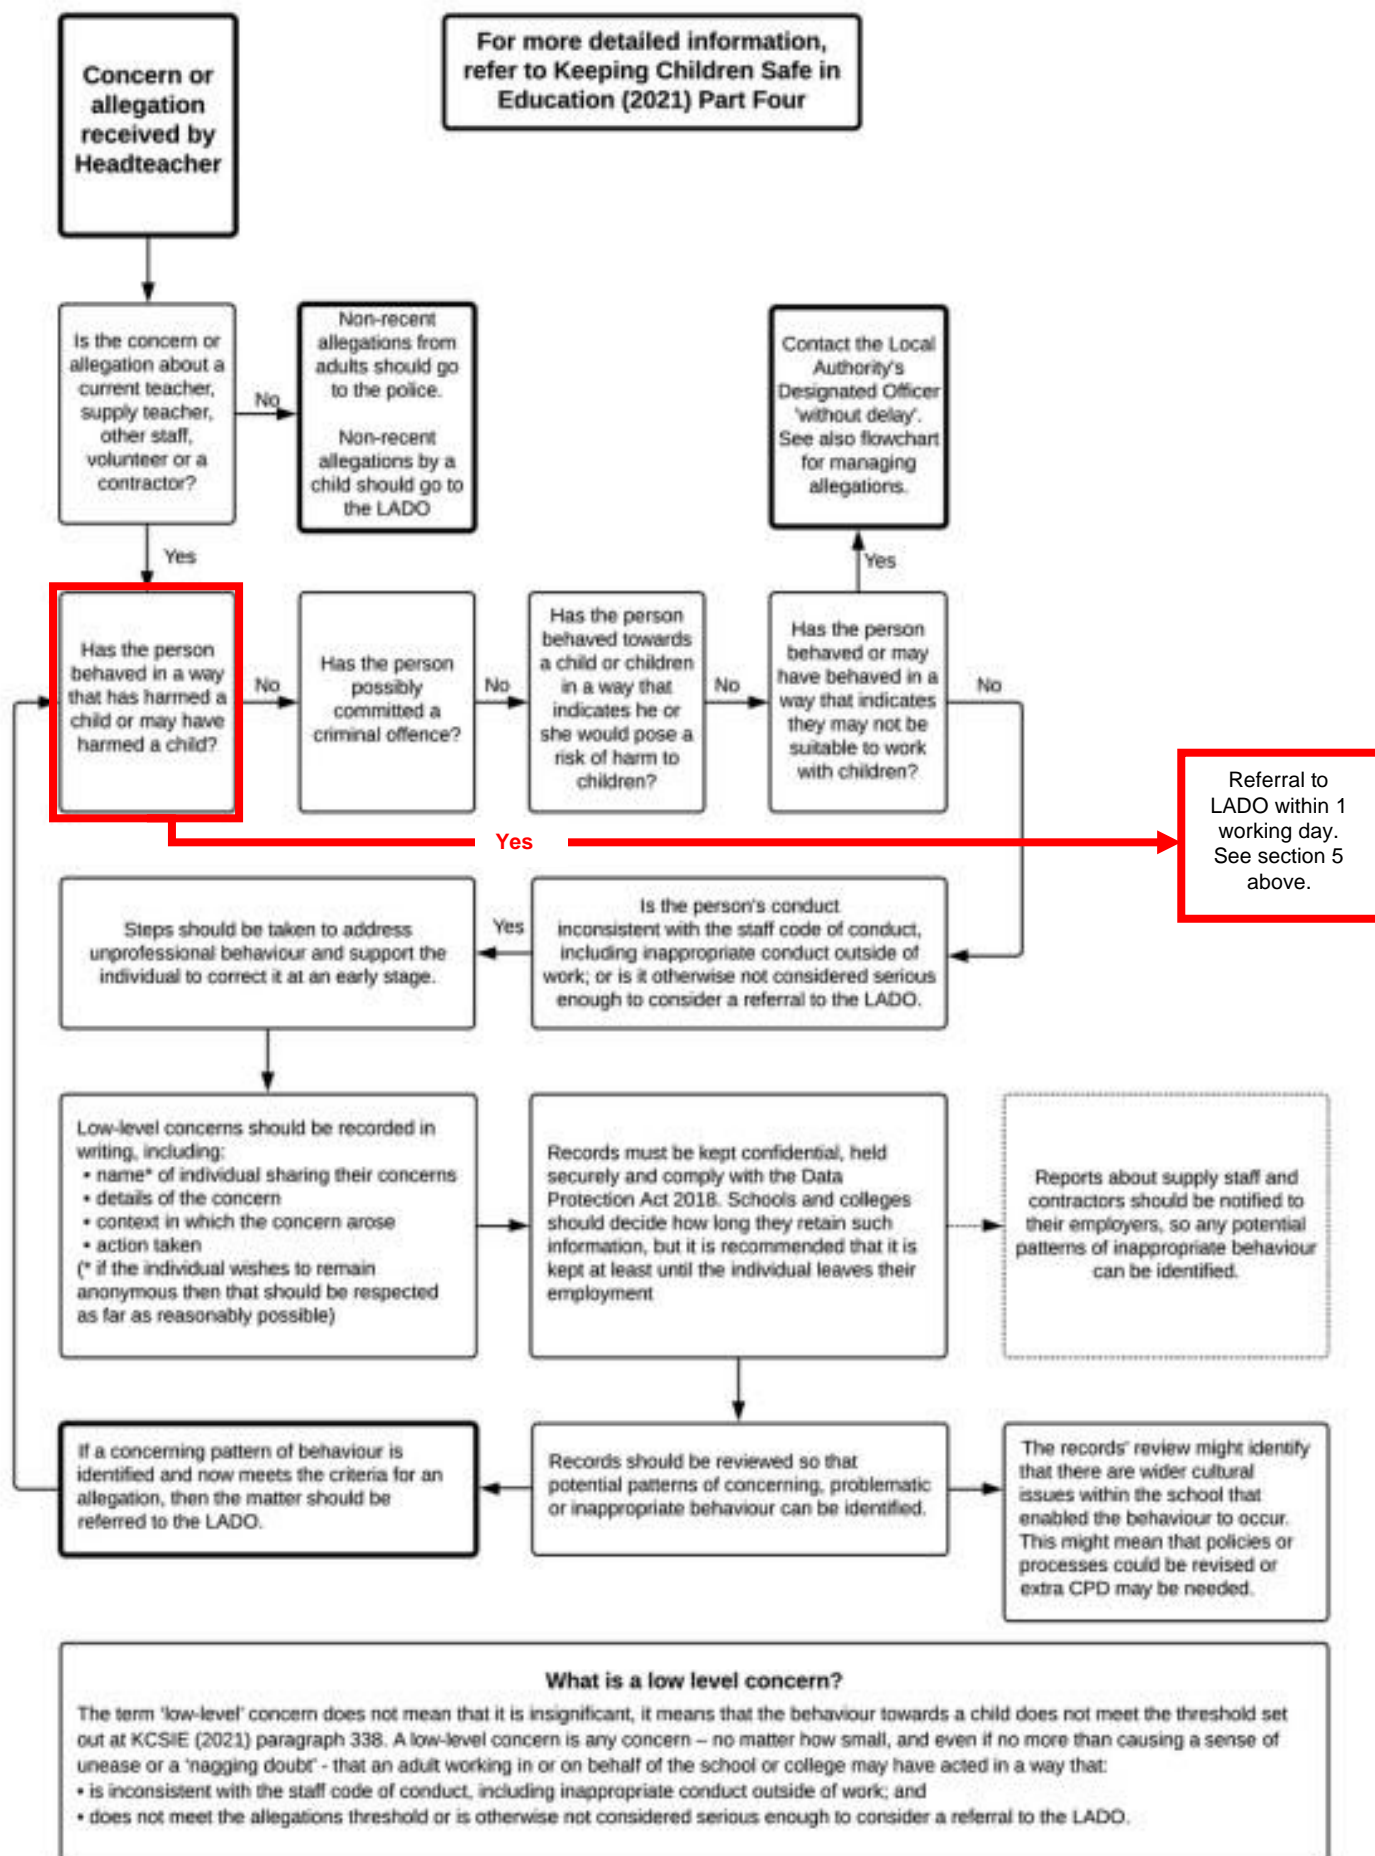 Concern or
allegation
received by
Headteacher
For more detailed information,
refer to Keeping Children Safe in
Education (2021) Part Four
Is the concern or
allegation about a
current teacher,
supply teacher,
other staff,
volunteer or a
contractor?
No
Non-recent
allegations from
adults should go
to the police.
Non-recent
allegations by a
child should go to
the LADO
Contact the Local
Authority's
Designated Officer
'without delay'.
See also flowchart
for managing
allegations.
Yes
Yes
Has the person
behaved in a way
that has harmed a
child or may have
harmed a child?
No
Has the person
possibly
committed a
criminal offence?
No
Has the person
behaved towards
a child or children
in a way that
indicates he or
she would pose a
risk of harm to
children?
No
Has the person
behaved or may
have behaved in a
way that indicates
they may not be
suitable to work
with children?
No
Yes
Referral to
LADO within 1
working day.
See section 5
above.
Steps should be taken to address
unprofessional behaviour and support the
individual to correct it at an early stage.
Yes
Is the person's conduct
inconsistent with the staff code of conduct,
including inappropriate conduct outside of
work; or is it otherwise not considered serious
enough to consider a referral to the LADO.
Low-level concerns should be recorded in
writing, including:
• name* of individual sharing their concerns
• details of the concern
• context in which the concern arose
• action taken
(* if the individual wishes to remain
anonymous then that should be respected
as far as reasonably possible)
Records must be kept confidential, held
securely and comply with the Data
Protection Act 2018. Schools and colleges
should decide how long they retain such
information, but it is recommended that it is
kept at least until the individual leaves their
employment
Reports about supply staff and
contractors should be notified to
their employers, so any potential
patterns of inappropriate behaviour
can be identified.
If a concerning pattern of behaviour is
identified and now meets the criteria for an
allegation, then the matter should be
referred to the LADO.
Records should be reviewed so that
potential patterns of concerning, problematic
or inappropriate behaviour can be identified.
The records' review might identify
that there are wider cultural
issues within the school that
enabled the behaviour to occur.
This might mean that policies or
processes could be revised or
extra CPD may be needed.
What is a low level concern?
The term 'low-level' concern does not mean that it is insignificant, it means that the behaviour towards a child does not meet the threshold set
out at KCSIE (2021) paragraph 338. A low-level concern is any concern – no matter how small, and even if no more than causing a sense of
unease or a 'nagging doubt' - that an adult working in or on behalf of the school or college may have acted in a way that:
• is inconsistent with the staff code of conduct, including inappropriate conduct outside of work; and
• does not meet the allegations threshold or is otherwise not considered serious enough to consider a referral to the LADO.